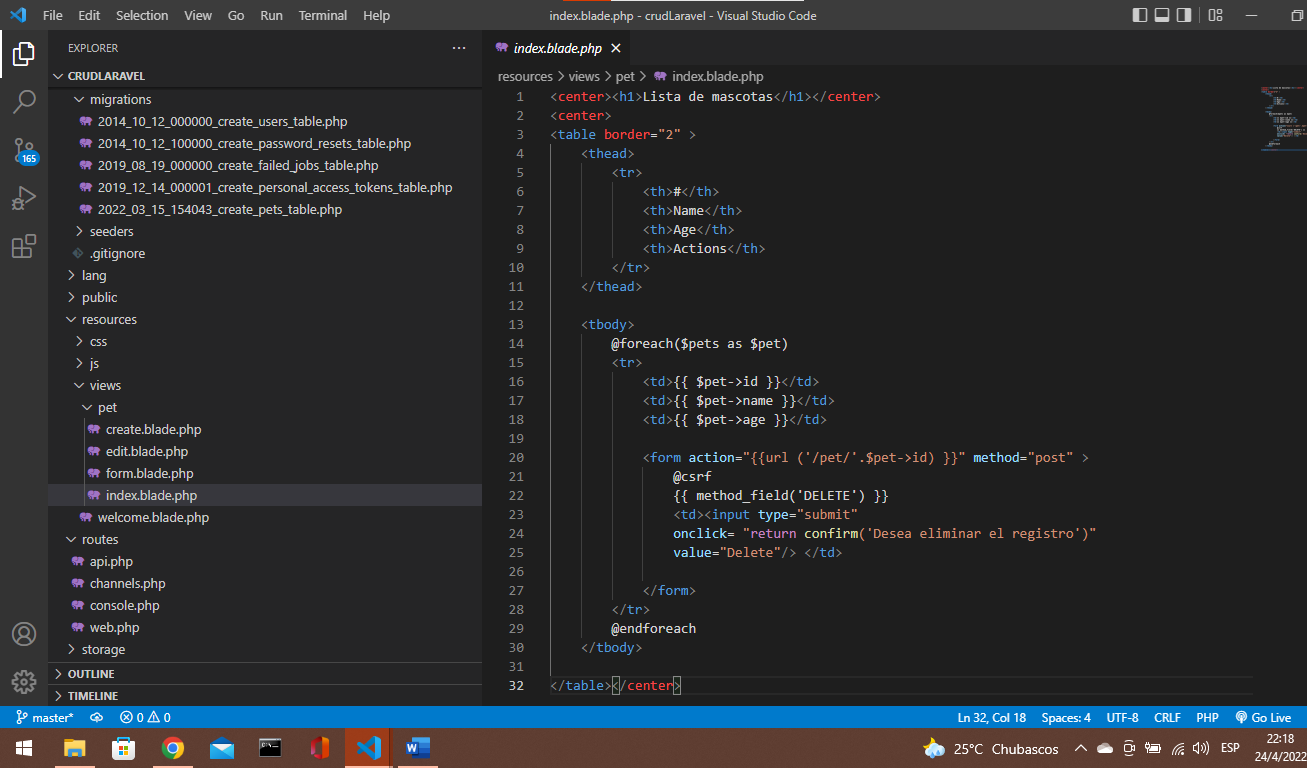 File Edit Selection View Go Run Terminal Help
index.blade.php - crudLaravel - Visual Studio Code
EXPLORER
CRUDLARAVEL
migrations
2014_10_12_000000_create_users_table.php
2014_10_12_100000_create_password_resets_table.php
2019_08_19_000000_create_failed_jobs_table.php
2019_12_14_000001_create_personal_access_tokens_table.php
2022_03_15_154043_create_pets_table.php
seeders
.gitignore
lang
public
resources
css
js
views
pet
create.blade.php
edit.blade.php
form.blade.php
index.blade.php
welcome.blade.php
routes
api.php
channels.php
console.php
web.php
storage
OUTLINE
TIMELINE
165
index.blade.php
resources > views > pet > index.blade.php
1 <center><h1>Lista de mascotas</h1></center>
2 <center>
3 <table border="2" >
4 <thead>
5 <tr>
6 <th>#</th>
7 <th>Name</th>
8 <th>Age</th>
9 <th>Actions</th>
10 </tr>
11 </thead>
12
13 <tbody>
14 @foreach($pets as $pet)
15 <tr>
16 <td>{{ $pet->id }}</td>
17 <td>{{ $pet->name }}</td>
18 <td>{{ $pet->age }}</td>
19
20 <form action="{{url ('/pet/'.$pet->id) }}" method="post" >
21 @csrf
22 {{ method_field('DELETE') }}
23 <td><input type="submit"
24 onclick= "return confirm('Desea eliminar el registro')"
25 value="Delete"/> </td>
26
27 </form>
28 </tr>
29 @endforeach
30 </tbody>
31
32 </table></center>
master* 0 0
Ln 32, Col 18 Spaces: 4 UTF-8 CRLF PHP Go Live
25°C Chubascos ESP
22:18
24/4/2022